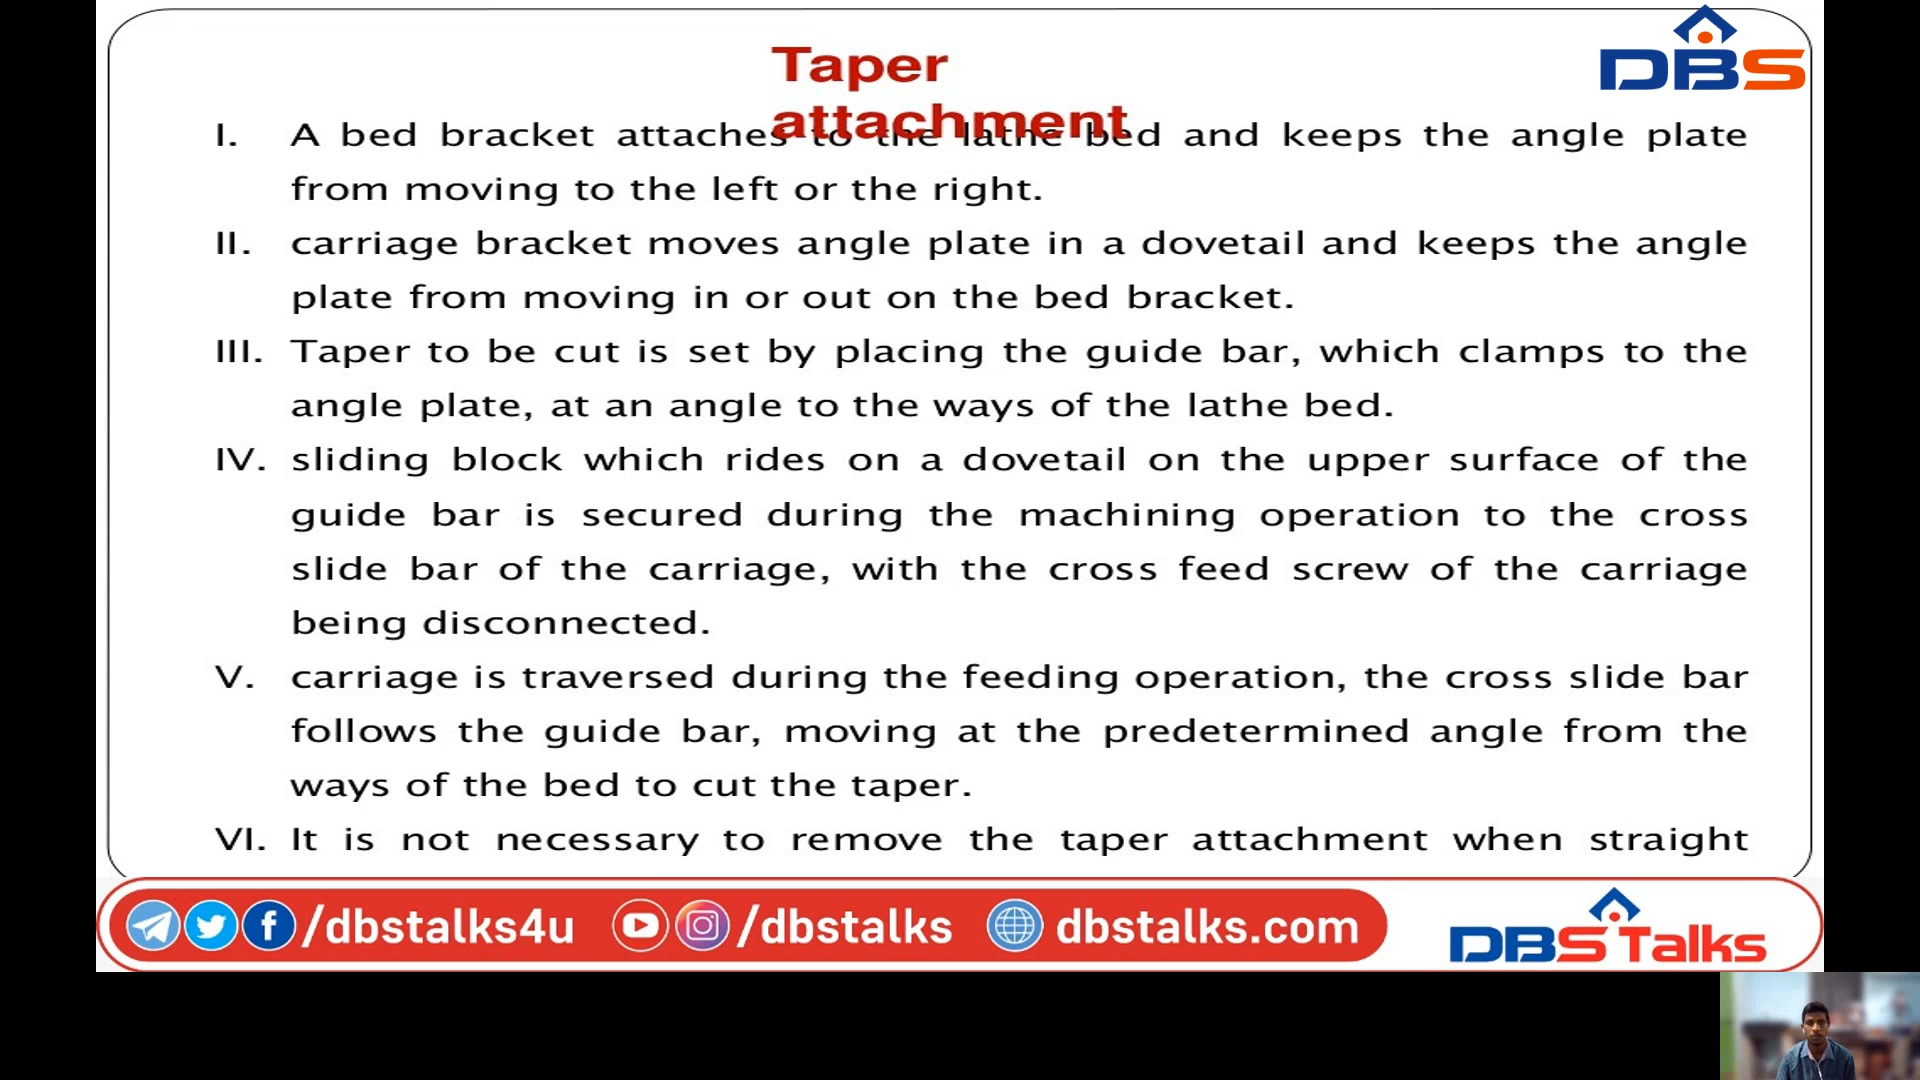 DBS
Taper
attachment
I. A bed bracket attaches to the lathe bed and keeps the angle plate
from moving to the left or the right.
II. carriage bracket moves angle plate in a dovetail and keeps the angle
plate from moving in or out on the bed bracket.
III. Taper to be cut is set by placing the guide bar, which clamps to the
angle plate, at an angle to the ways of the lathe bed.
IV. sliding block which rides on a dovetail on the upper surface of the
guide bar is secured during the machining operation to the cross
slide bar of the carriage, with the cross feed screw of the carriage
being disconnected.
V. carriage is traversed during the feeding operation, the cross slide bar
follows the guide bar, moving at the predetermined angle from the
ways of the bed to cut the taper.
VI. It is not necessary to remove the taper attachment when straight
/dbstalks4u /dbstalks dbstalks.com
DBS Talks